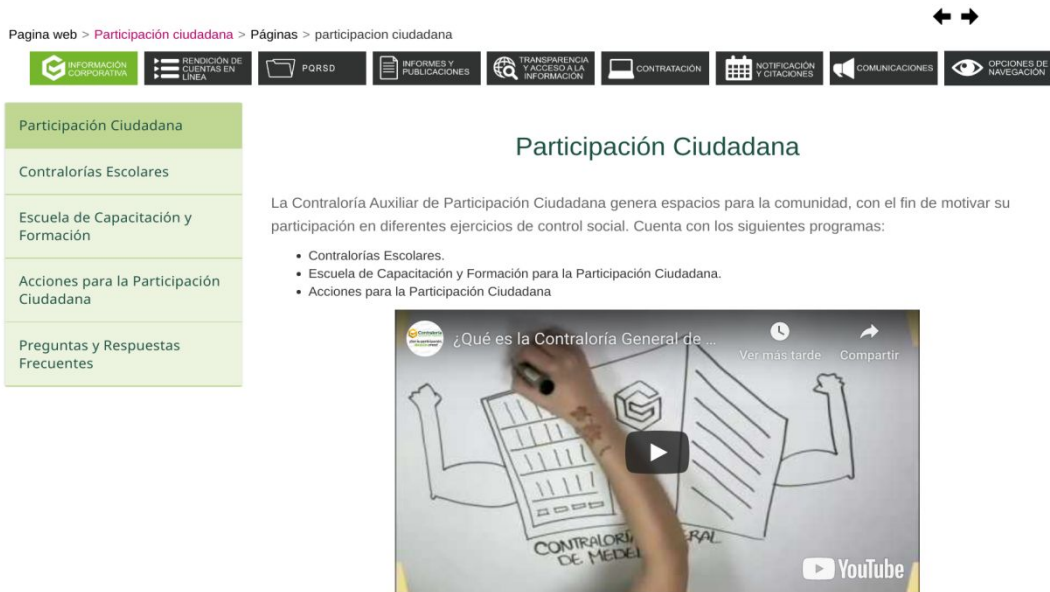 Pagina web > Participación ciudadana > Páginas > participacion ciudadana
INFORMACIÓN
CORPORATIVA
RENDICIÓN DE
CUENTAS EN
LÍNEA
PQRSD
INFORMES Y
PUBLICACIONES
TRANSPARENCIA
Y ACCESO A LA
INFORMACIÓN
CONTRATACIÓN
NOTIFICACIÓN
Y CITACIONES
COMUNICACIONES
OPCIONES DE
NAVEGACIÓN
Participación Ciudadana
Contralorías Escolares
Escuela de Capacitación y
Formación
Acciones para la Participación
Ciudadana
Preguntas y Respuestas
Frecuentes
Participación Ciudadana
La Contraloría Auxiliar de Participación Ciudadana genera espacios para la comunidad, con el fin de motivar su
participación en diferentes ejercicios de control social. Cuenta con los siguientes programas:
Contralorías Escolares.
Escuela de Capacitación y Formación para la Participación Ciudadana.
Acciones para la Participación Ciudadana
¿Qué es la Contraloría General de ...
Ver más tarde
Compartir
YouTube